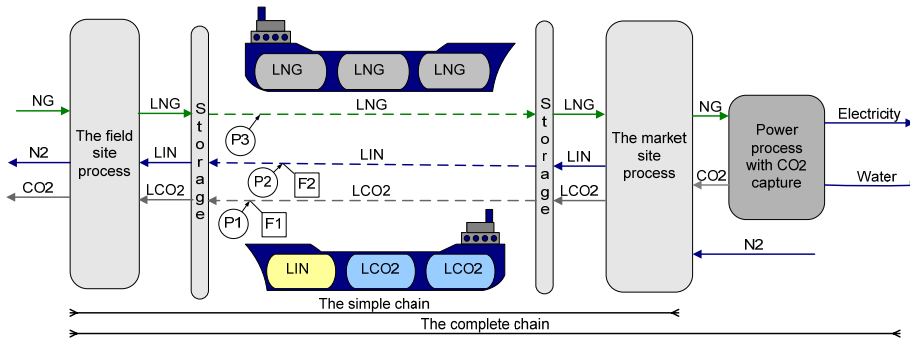 LNG LNG LNG
NG
LNG
LNG
LNG
NG
Electricity
The field
site
process
Storage
Storage
The market
site
process
Power
process
with CO2
capture
P3
N2
LIN
LIN
LIN
P2
F2
CO2
LCO2
LCO2
LCO2
CO2
Water
P1
F1
N2
LIN LCO2 LCO2
The simple chain
The complete chain